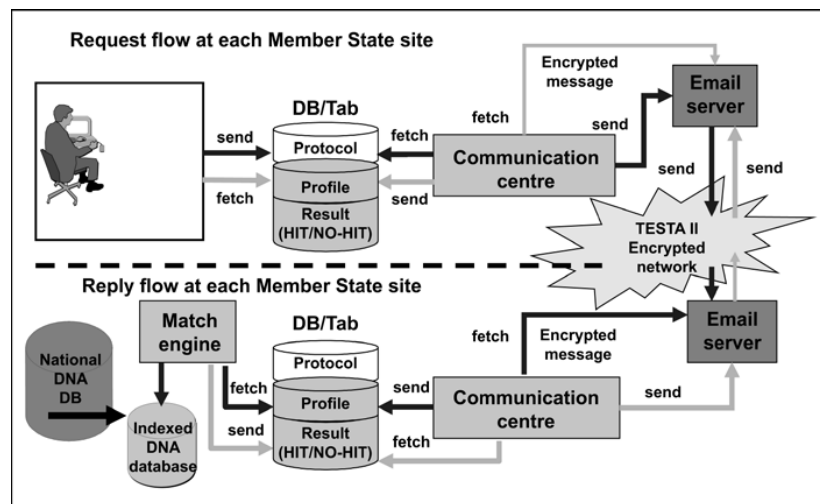 Request flow at each Member State site
Encrypted
message
Email
server
DB/Tab
fetch
send
Protocol
fetch
send
Communication
centre
Profile
fetch
send
Result
(HIT/NO-HIT)
send
send
TESTA II
Encrypted
network
Reply flow at each Member State site
Match
engine
DB/Tab
fetch
Encrypted
message
Email
server
National
DNA
DB
Protocol
fetch
send
Profile
Communication
centre
send
Indexed
DNA
database
send
Result
(HIT/NO-HIT)
fetch